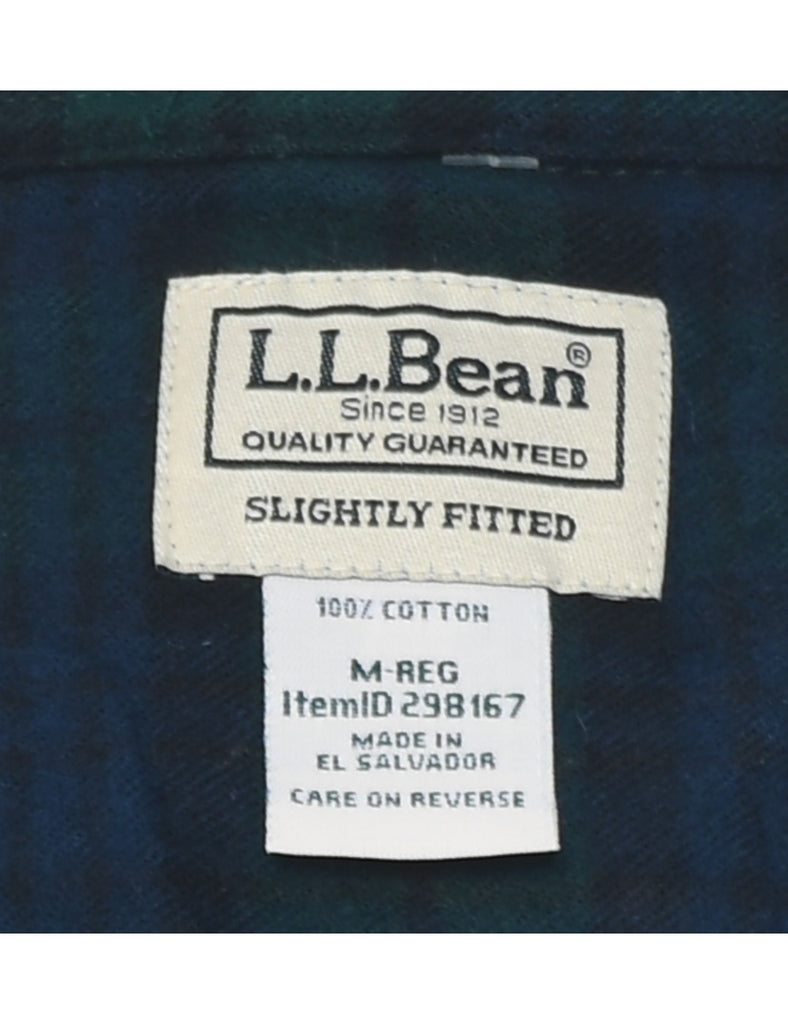 L.L.Bean®
Since 1912
QUALITY GUARANTEED
SLIGHTLY FITTED
100% COTTON
M-REG
ItemID 298167
MADE IN
EL SALVADOR
CARE ON REVERSE